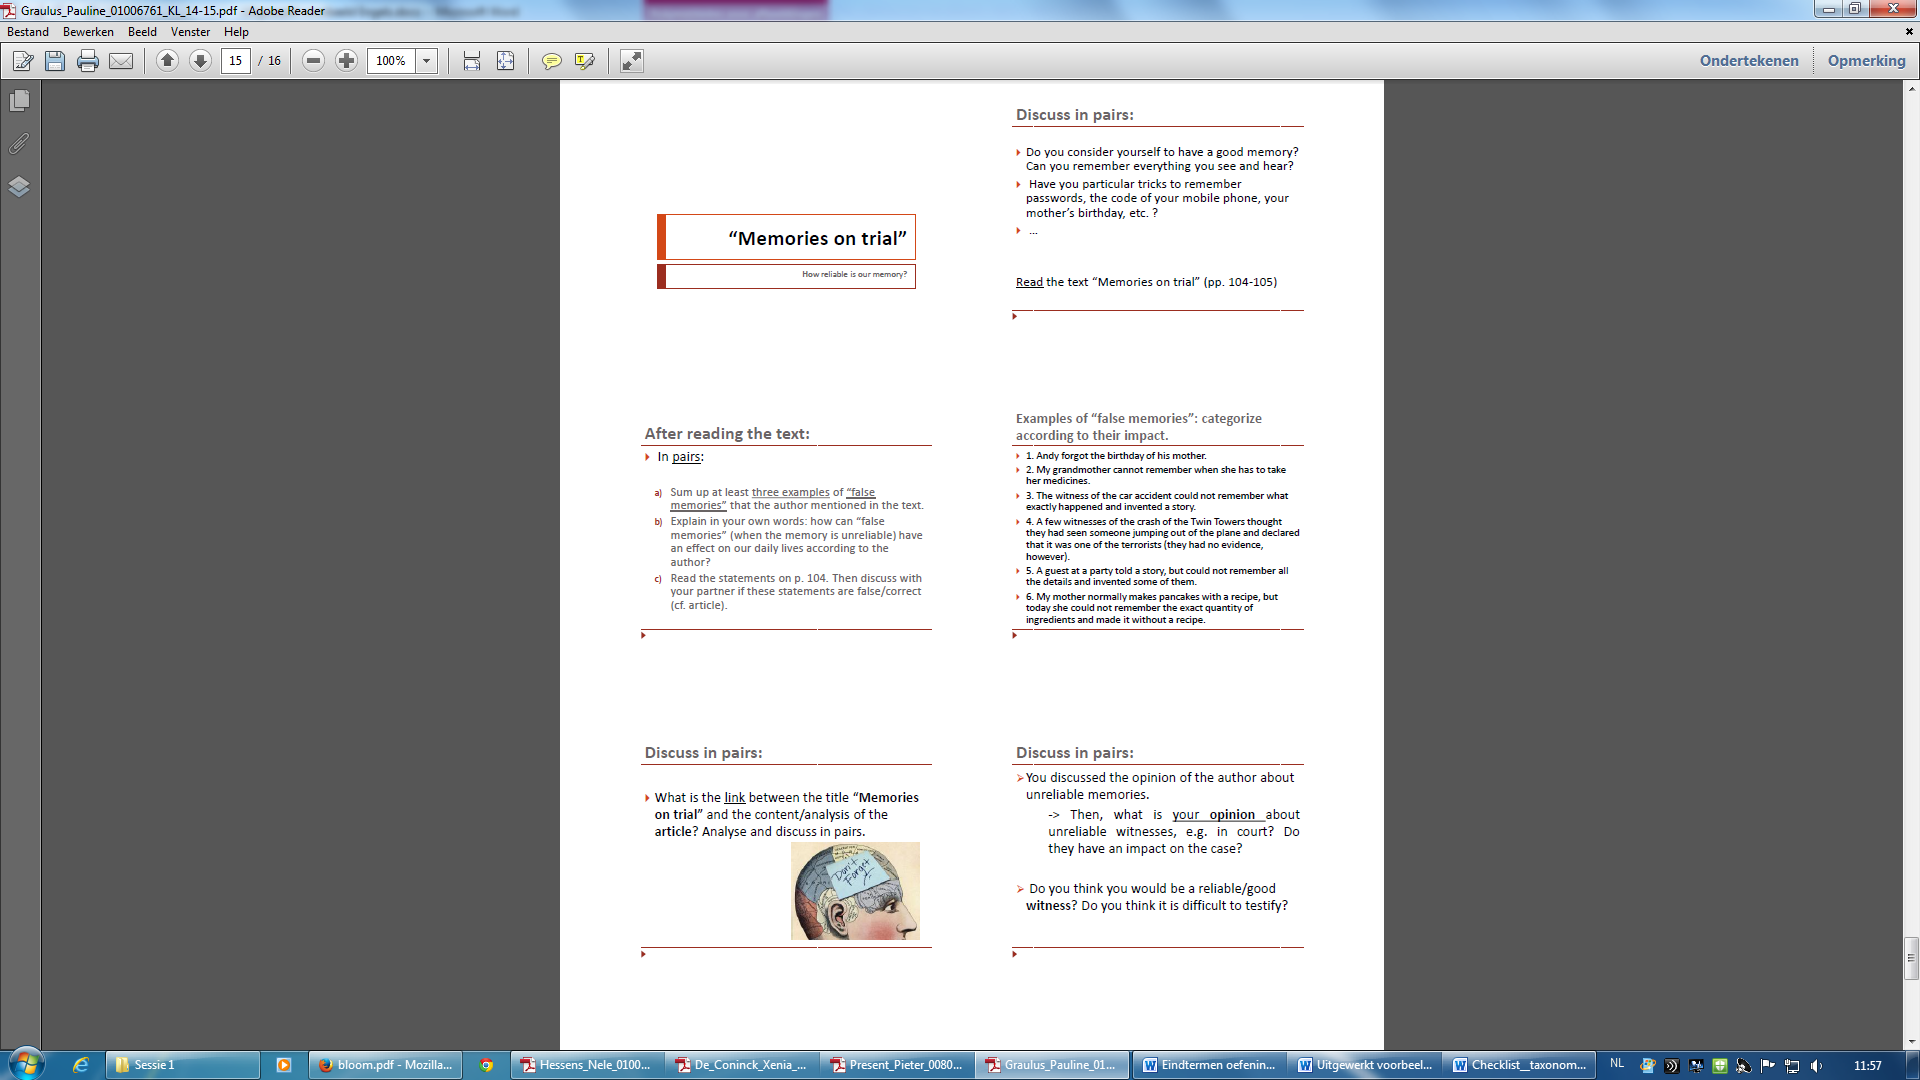 Graulus_Pauline_01006761_KL_14-15.pdf - Adobe Reader
Bestand Bewerken Beeld Venster Help
15 / 16 100% Ondertekenen Opmerking
“Memories on trial”
How reliable is our memory?
Discuss in pairs:
Do you consider yourself to have a good memory?
Can you remember everything you see and hear?
Have you particular tricks to remember
passwords, the code of your mobile phone, your
mother’s birthday, etc. ?
...
Read the text “Memories on trial” (pp. 104-105)
After reading the text:
In pairs:
a) Sum up at least three examples of “false
memories” that the author mentioned in the text.
b) Explain in your own words: how can “false
memories” (when the memory is unreliable) have
an effect on our daily lives according to the
author?
c) Read the statements on p. 104. Then discuss with
your partner if these statements are false/correct
(cf. article).
Examples of “false memories”: categorize
according to their impact.
1. Andy forgot the birthday of his mother.
2. My grandmother cannot remember when she has to take
her medicines.
3. The witness of the car accident could not remember what
exactly happened and invented a story.
4. A few witnesses of the crash of the Twin Towers thought
they had seen someone jumping out of the plane and declared
that it was one of the terrorists (they had no evidence,
however).
5. A guest at a party told a story, but could not remember all
the details and invented some of them.
6. My mother normally makes pancakes with a recipe, but
today she could not remember the exact quantity of
ingredients and made it without a recipe.
Discuss in pairs:
What is the link between the title “Memories
on trial” and the content/analysis of the
article? Analyse and discuss in pairs.
Don't
Forget
Discuss in pairs:
You discussed the opinion of the author about
unreliable memories.
-> Then, what is your opinion about
unreliable witnesses, e.g. in court? Do
they have an impact on the case?
Do you think you would be a reliable/good
witness? Do you think it is difficult to testify?
Sessie 1 bloom.pdf - Mozilla... Hessens_Nele_0100... De_Coninck_Xenia_... Present_Pieter_0080... Graulus_Pauline_01... Eindtermen oefenin... Uitgewerkt voorbeel... Checklist_taxonom... NL 11:57